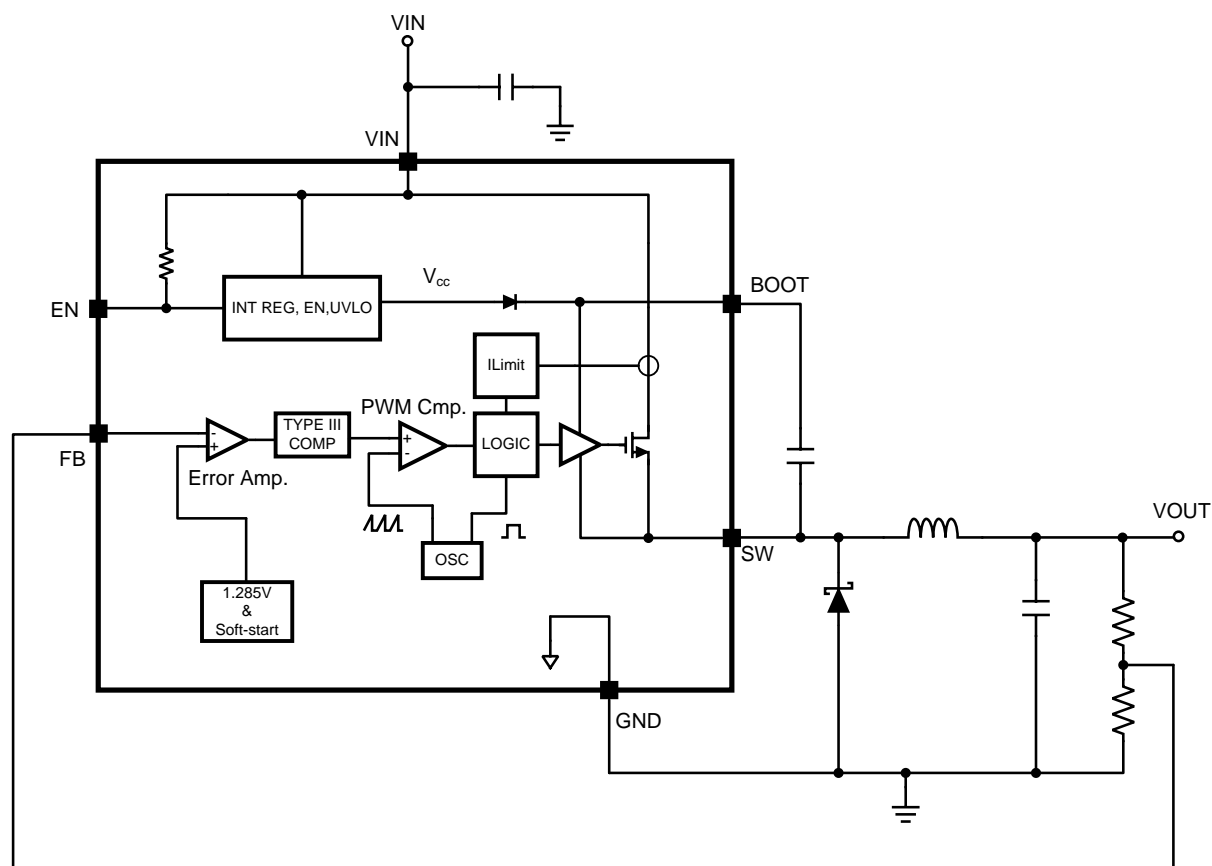 VIN
VIN
V_cc
BOOT
EN
INT REG, EN,UVLO
ILimit
PWM Cmp.
TYPE III
COMP
-
+
+
-
LOGIC
FB
Error Amp.
VOUT
SW
OSC
1.285V
&
Soft-start
GND